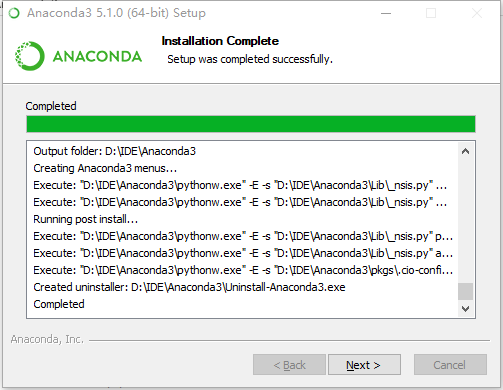 Anaconda3 5.1.0 (64-bit) Setup
Installation Complete
Setup was completed successfully.
ANACONDA
Completed
Output folder: D:\IDE\Anaconda3
Creating Anaconda3 menus...
Execute: "D:\IDE\Anaconda3\pythonw.exe" -E -s "D:\IDE\Anaconda3\Lib\_nsis.py" ...
Execute: "D:\IDE\Anaconda3\pythonw.exe" -E -s "D:\IDE\Anaconda3\Lib\_nsis.py" ...
Running post install...
Execute: "D:\IDE\Anaconda3\pythonw.exe" -E -s "D:\IDE\Anaconda3\Lib\_nsis.py" p...
Execute: "D:\IDE\Anaconda3\pythonw.exe" -E -s "D:\IDE\Anaconda3\Lib\_nsis.py" a...
Execute: "D:\IDE\Anaconda3\pythonw.exe" -E -s "D:\IDE\Anaconda3\pkgs\.cio-confi...
Created uninstaller: D:\IDE\Anaconda3\Uninstall-Anaconda3.exe
Completed
Anaconda, Inc.
< Back Next > Cancel